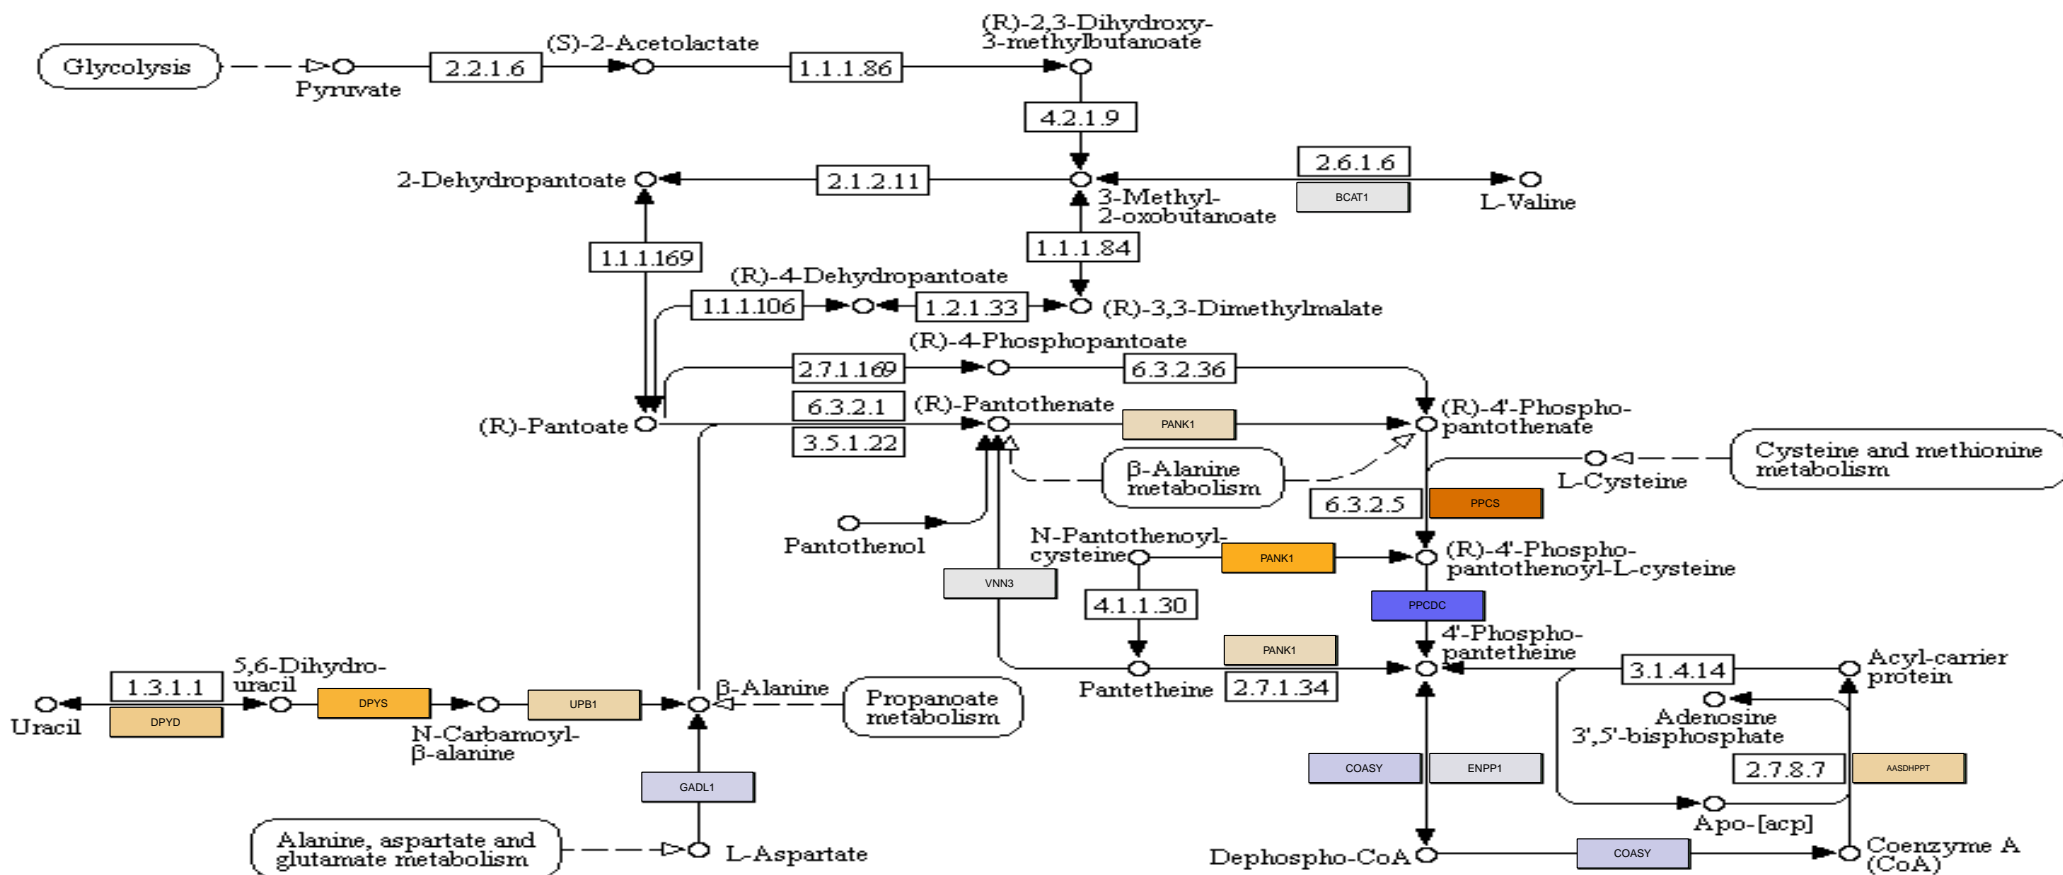 Glycolysis
Pyruvate
2.2.1.6
(S)-2-Acetolactate
1.1.1.86
(R)-2,3-Dihydroxy-
3-methylbutanoate
4.2.1.9
2-Dehydropantoate
2.1.2.11
3-Methyl-
2-oxobutanoate
2.6.1.6
BCAT1
L-Valine
1.1.1.169
1.1.1.84
(R)-4-Dehydropantoate
1.1.1.106
1.2.1.33
(R)-3,3-Dimethylmalate
(R)-4-Phosphopantoate
2.7.1.169
6.3.2.36
(R)-Pantoate
6.3.2.1
3.5.1.22
(R)-Pantothenate
PANK1
(R)-4'-Phospho-
pantothenate
β-Alanine
metabolism
Cysteine and methionine
metabolism
L-Cysteine
6.3.2.5
PPCS
Pantothenol
N-Pantothenoyl-
cysteine
PANK1
(R)-4'-Phospho-
pantothenoyl-L-cysteine
VNN3
4.1.1.30
PPCDC
PANK1
4'-Phospho-
pantetheine
Pantetheine
2.7.1.34
3.1.4.14
Acyl-carrier
protein
1.3.1.1
DPYD
Uracil
5,6-Dihydro-
uracil
DPYS
N-Carbamoyl-
β-alanine
UPB1
β-Alanine
Propanoate
metabolism
Adenosine
3',5'-bisphosphate
COASY
ENPP1
2.7.8.7
AASDHPPT
GADL1
Apo-[acp]
Alanine, aspartate and
glutamate metabolism
L-Aspartate
Dephospho-CoA
COASY
Coenzyme A
(CoA)